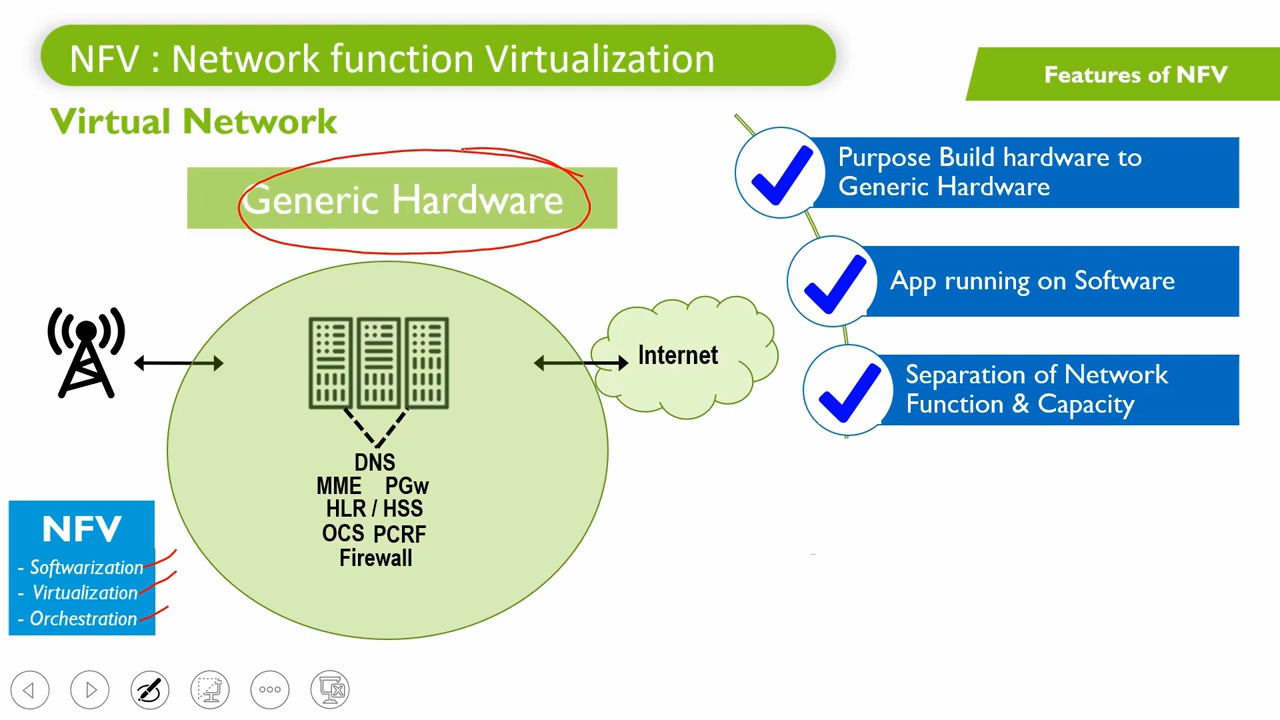 NFV : Network function Virtualization
Features of NFV
Virtual Network
Generic Hardware
Purpose Build hardware to
Generic Hardware
App running on Software
Separation of Network
Function & Capacity
Internet
DNS
MME PGw
HLR / HSS
OCS PCRF
Firewall
NFV
- Softwarization
- Virtualization
- Orchestration